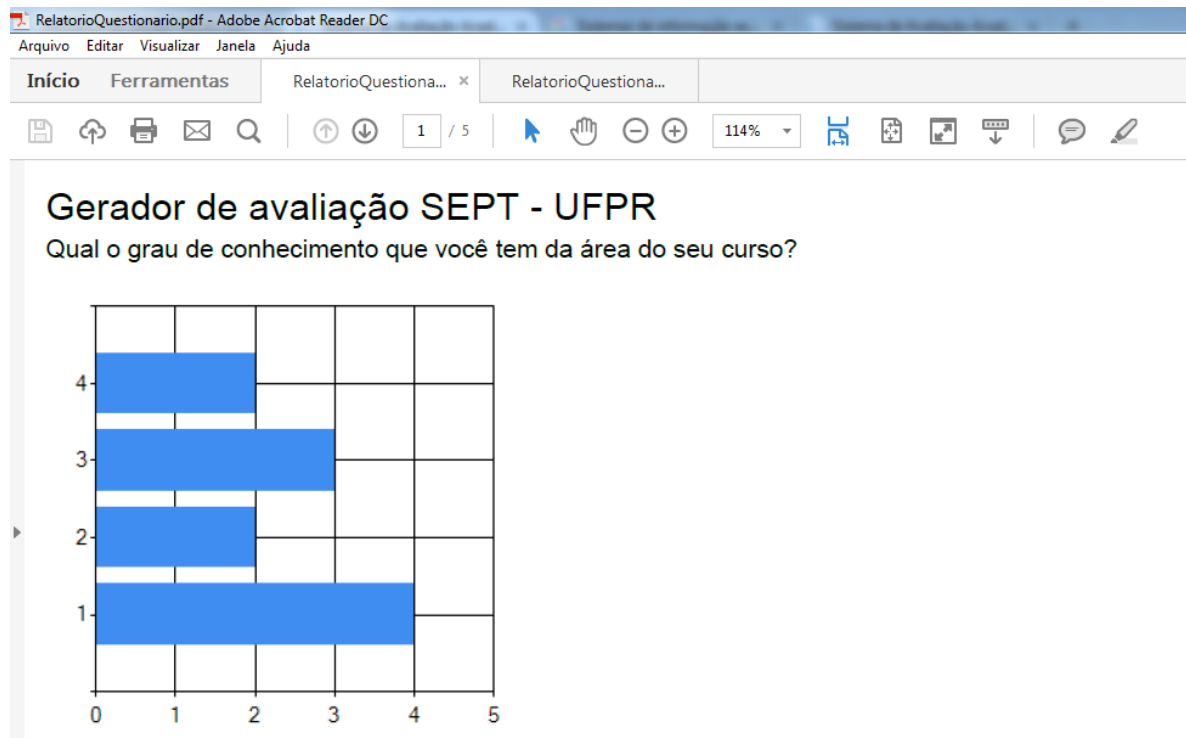 RelatorioQuestionario.pdf - Adobe Acrobat Reader DC
Arquivo Editar Visualizar Janela Ajuda
Início Ferramentas RelatorioQuestiona... × RelatorioQuestiona...
1 / 5 114%
Gerador de avaliação SEPT - UFPR
Qual o grau de conhecimento que você tem da área do seu curso?
4
3
2
1
0 1 2 3 4 5